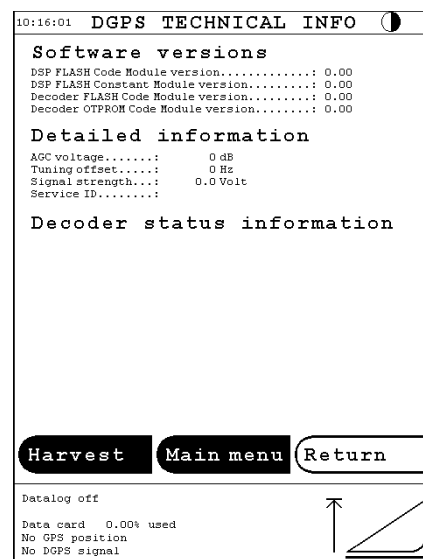 10:16:01 DGPS TECHNICAL INFO
Software versions
DSP FLASH Code Module version............: 0.00
DSP FLASH Constant Module version........: 0.00
Decoder FLASH Code Module version........: 0.00
Decoder OTPROM Code Module version.......: 0.00
Detailed information
AGC voltage.......: 0 dB
Tuning offset.....: 0 Hz
Signal strength...: 0.0 Volt
Service ID........:
Decoder status information
Harvest Main menu Return
Datalog off
Data card 0.00% used
No GPS position
No DGPS signal